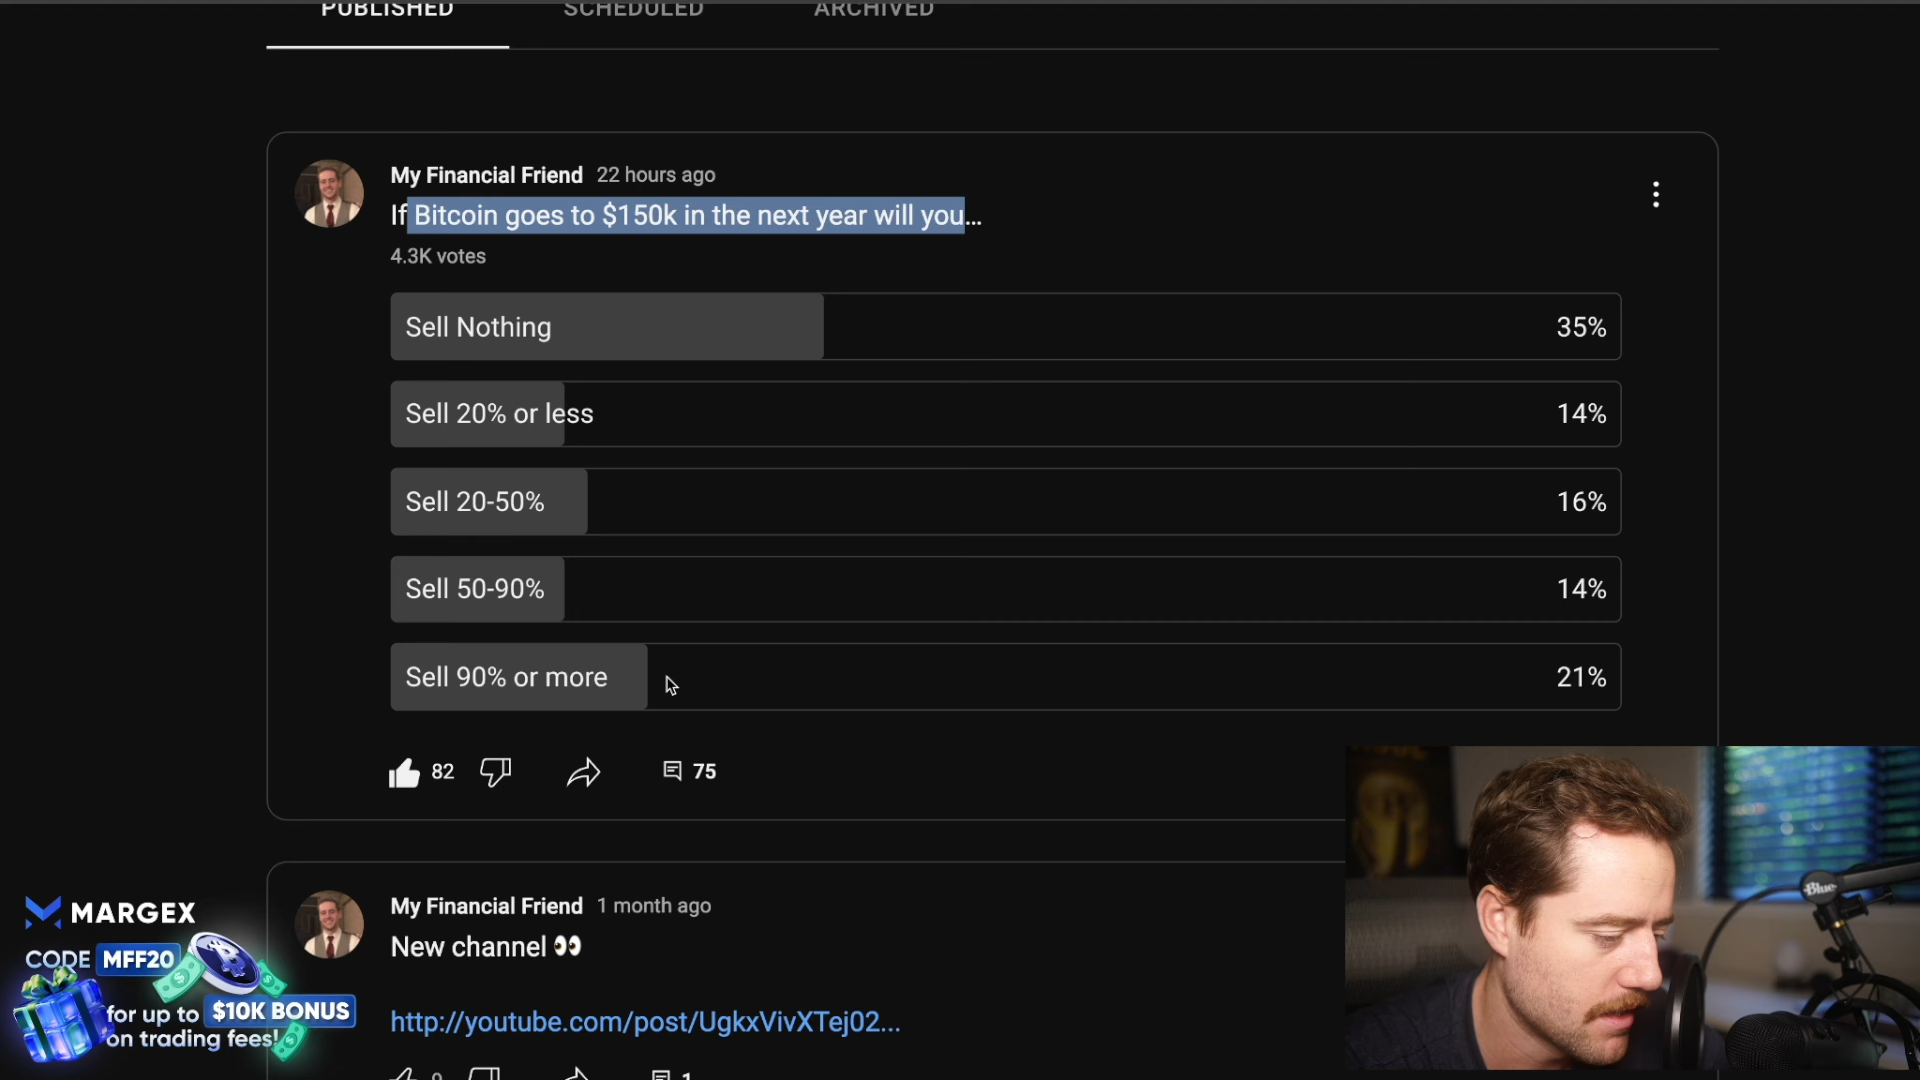 PUBLISHED SCHEDULED ARCHIVED
My Financial Friend 22 hours ago
If Bitcoin goes to $150k in the next year will you...
4.3K votes
Sell Nothing 35%
Sell 20% or less 14%
Sell 20-50% 16%
Sell 50-90% 14%
Sell 90% or more 21%
82 75
My Financial Friend 1 month ago
New channel 👀
http://youtube.com/post/UgkxVivXTej02...
1
MARGEX
CODE MFF20
for up to $10K BONUS
on trading fees!
Blue